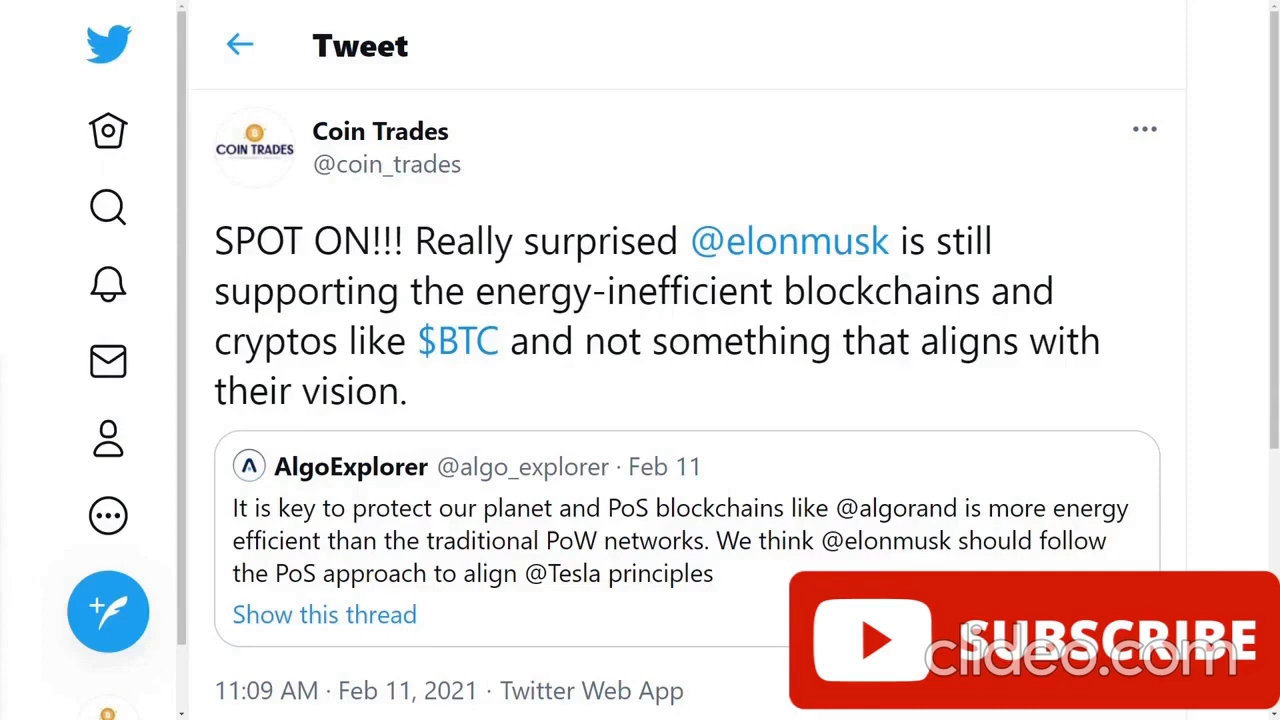 Tweet
COIN TRADES
Coin Trades
@coin_trades
SPOT ON!!! Really surprised @elonmusk is still
supporting the energy-inefficient blockchains and
cryptos like $BTC and not something that aligns with
their vision.
AlgoExplorer @algo_explorer · Feb 11
It is key to protect our planet and PoS blockchains like @algorand is more energy
efficient than the traditional PoW networks. We think @elonmusk should follow
the PoS approach to align @Tesla principles
Show this thread
SUBSCRIBE
clideo.com
11:09 AM · Feb 11, 2021 · Twitter Web App